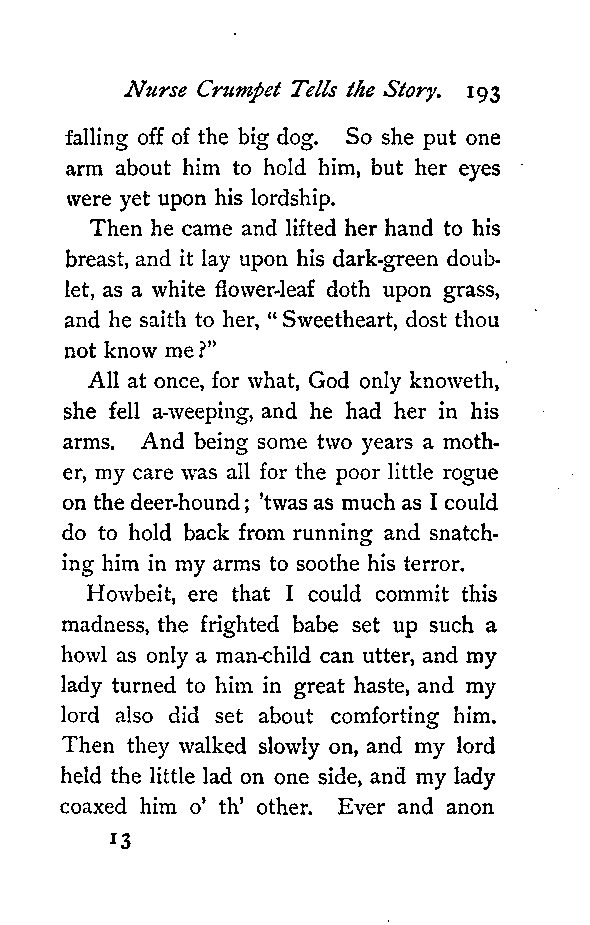 Nurse Crumpet Tells the Story. 193
falling off of the big dog. So she put one
arm about him to hold him, but her eyes
were yet upon his lordship.
Then he came and lifted her hand to his
breast, and it lay upon his dark-green doub-
let, as a white flower-leaf doth upon grass,
and he saith to her, “Sweetheart, dost thou
not know me?”
All at once, for what, God only knoweth,
she fell a-weeping, and he had her in his
arms. And being some two years a moth-
er, my care was all for the poor little rogue
on the deer-hound; ’twas as much as I could
do to hold back from running and snatch-
ing him in my arms to soothe his terror.
Howbeit, ere that I could commit this
madness, the frighted babe set up such a
howl as only a man-child can utter, and my
lady turned to him in great haste, and my
lord also did set about comforting him.
Then they walked slowly on, and my lord
held the little lad on one side, and my lady
coaxed him o’ th’ other. Ever and anon
13